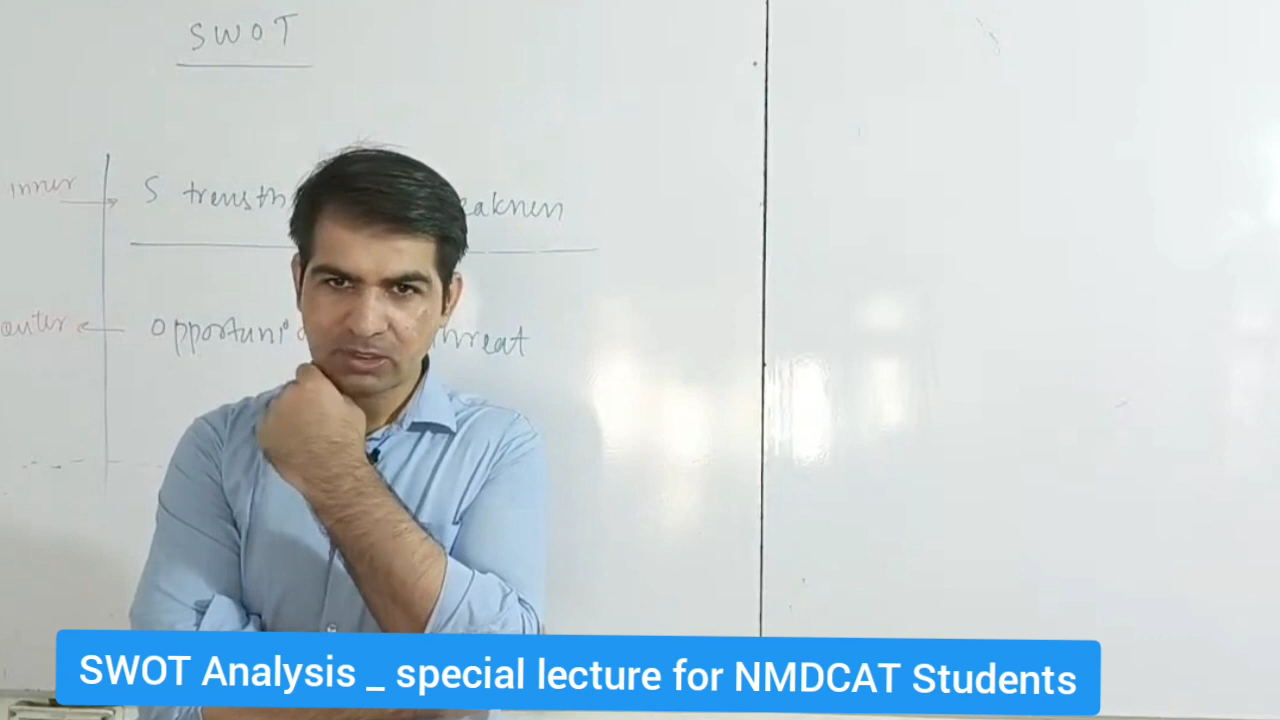 SWOT
inner S trensth eaknen
outer opportuni hreat
SWOT Analysis _ special lecture for NMDCAT Students